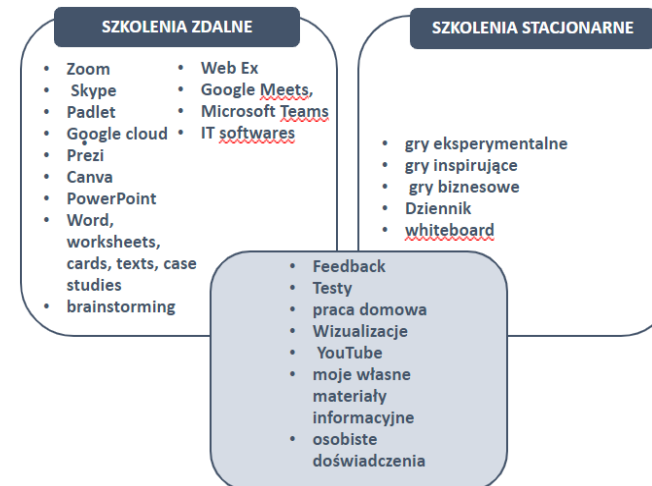 SZKOLENIA ZDALNE
• Zoom
• Skype
• Padlet
• Google cloud
• Prezi
• Canva
• PowerPoint
• Word,
worksheets,
cards, texts, case
studies
• brainstorming
• Web Ex
• Google Meets,
• Microsoft Teams
• IT softwares
SZKOLENIA STACJONARNE
• gry eksperymentalne
• gry inspirujące
• gry biznesowe
• Dziennik
• whiteboard
• Feedback
• Testy
• praca domowa
• Wizualizacje
• YouTube
• moje własne
materiały
informacyjne
• osobiste
doświadczenia